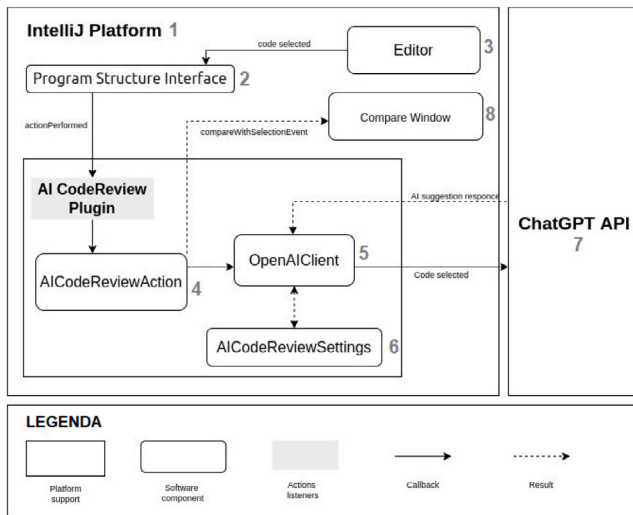 IntelliJ Platform 1
code selected
Editor 3
Program Structure Interface 2
Compare Window 8
actionPerformed
compareWithSelectionEvent
AI CodeReview
Plugin
AI suggestion responce
ChatGPT API
7
OpenAIClient 5
AICodeReviewAction 4
Code selected
AICodeReviewSettings 6
LEGENDA
Platform
support
Software
component
Actions
listeners
Callback
Result